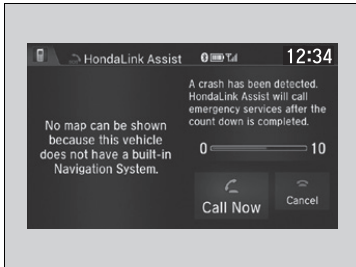 HondaLink Assist
12:34
No map can be shown
because this vehicle
does not have a built-in
Navigation System.
A crash has been detected.
HondaLink Assist will call
emergency services after the
count down is completed.
0 10
Call Now
Cancel